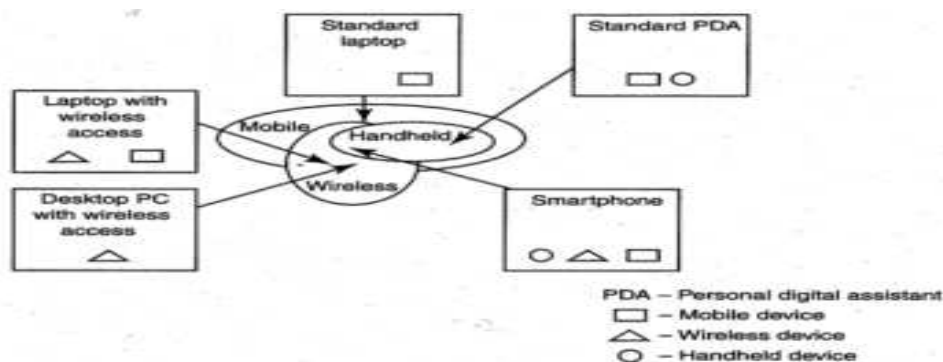 Standard
laptop
Standard PDA
Laptop with
wireless
access
Mobile
Handheld
Wireless
Desktop PC
with wireless
access
Smartphone
PDA – Personal digital assistant
– Mobile device
– Wireless device
– Handheld device